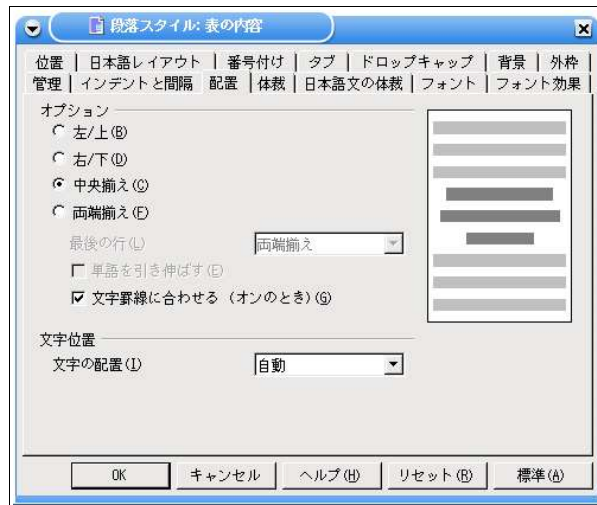 段落スタイル: 表の内容
位置 日本語レイアウト 番号付け タブ ドロップキャップ 背景 外枠
管理 インデントと間隔 配置 体裁 日本語文の体裁 フォント フォント効果
オプション
左/上(B)
右/下(D)
中央揃え(C)
両端揃え(F)
最後の行(L) 両端揃え
単語を引き伸ばす(E)
文字罫線に合わせる (オンのとき)(G)
文字位置
文字の配置(I) 自動
OK キャンセル ヘルプ(H) リセット(R) 標準(A)